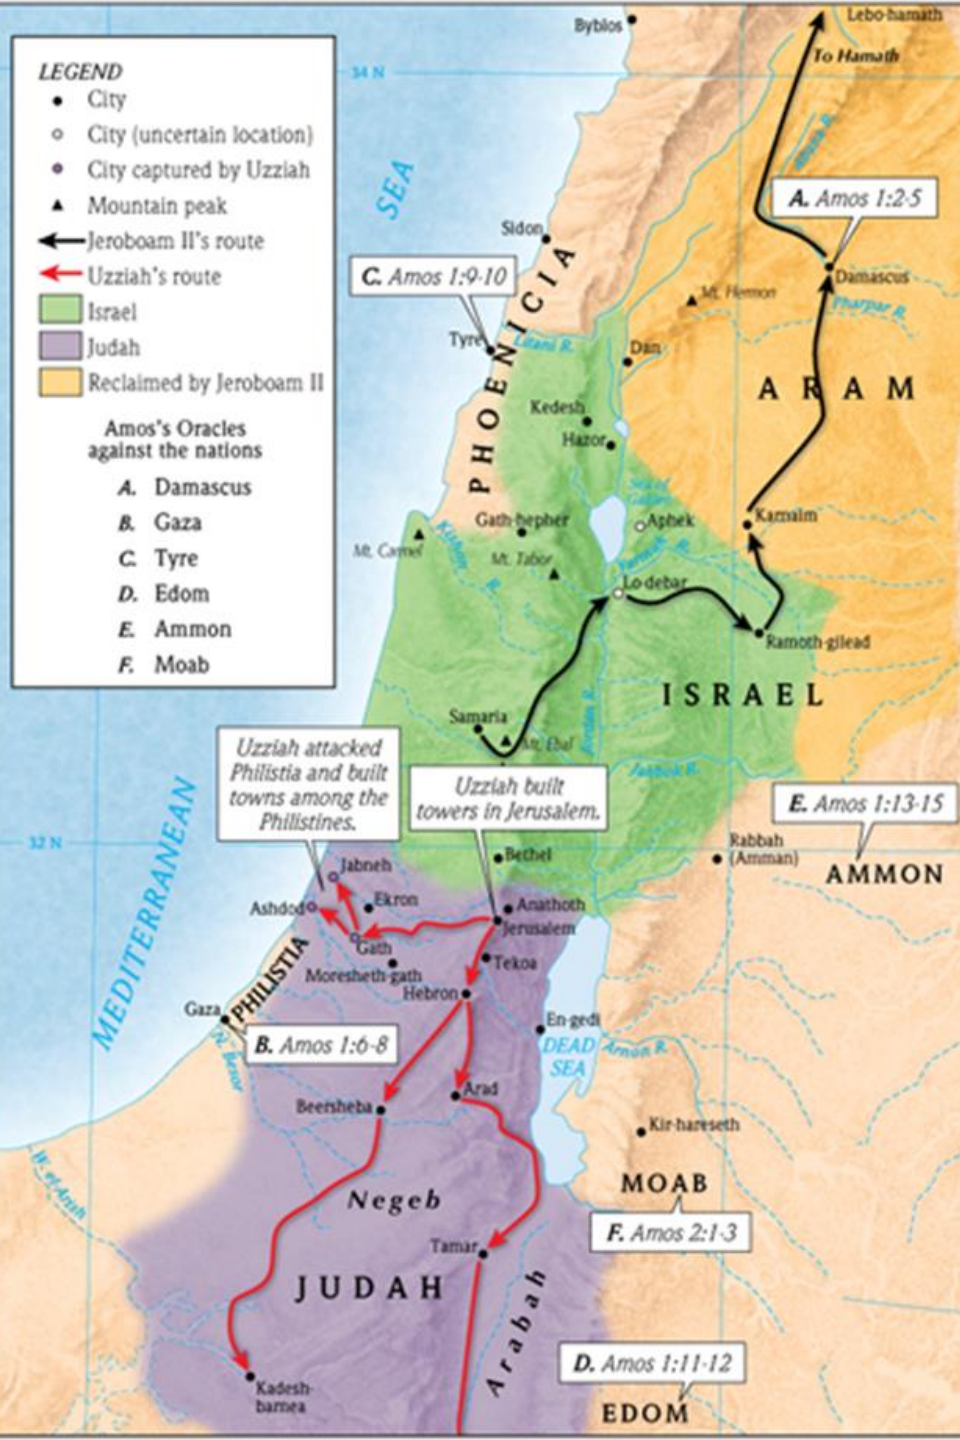 LEGEND
City
City (uncertain location)
City captured by Uzziah
Mountain peak
Jeroboam II's route
Uzziah's route
Israel
Judah
Reclaimed by Jeroboam II
Amos's Oracles
against the nations
A. Damascus
B. Gaza
C. Tyre
D. Edom
E. Ammon
F. Moab
Byblos
Lebo-hamath
To Hamath
34 N
SEA
Abana R.
A. Amos 1:2-5
Sidon
Damascus
C. Amos 1:9-10
Mt. Hermon
Pharpar R.
PHOENICIA
Tyre
Litani R.
Dan
ARAM
Kedesh
Hazor
Sea of
Galilee
Gath-hepher
Aphek
Karnaim
Mt. Carmel
Kishon R.
Mt. Tabor
Yarmuk R.
Lo-debar
Ramoth-gilead
ISRAEL
Samaria
Mt. Ebal
Jordan R.
Jabbok R.
Uzziah attacked
Philistia and built
towns among the
Philistines.
Uzziah built
towers in Jerusalem.
E. Amos 1:13-15
MEDITERRANEAN
32 N
Bethel
Rabbah
(Amman)
AMMON
Jabneh
Ashdod
Ekron
Anathoth
Jerusalem
Gath
Moresheth-gath
Tekoa
PHILISTIA
Hebron
Gaza
En-gedi
B. Amos 1:6-8
N. Besor
DEAD
SEA
Arnon R.
Arad
Beersheba
Kir-hareseth
W. el-Arish
MOAB
Negeb
F. Amos 2:1-3
Tamar
JUDAH
Arabah
D. Amos 1:11-12
Kadesh-
barnea
EDOM